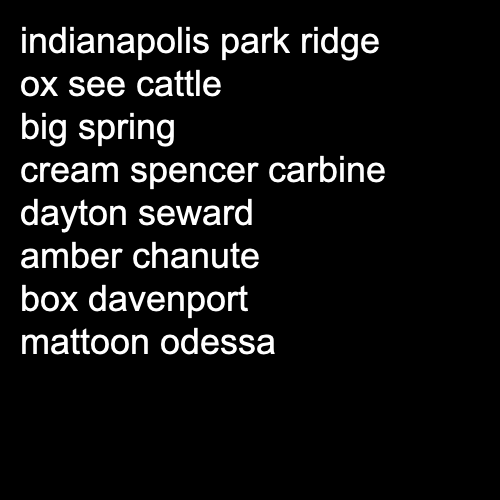 indianapolis park ridge
ox see cattle
big spring
cream spencer carbine
dayton seward
amber chanute
box davenport
mattoon odessa